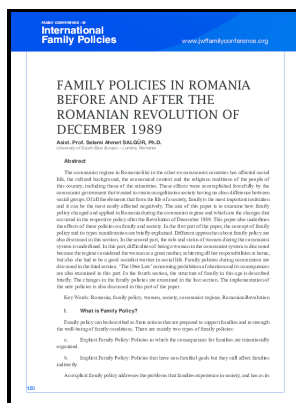 FAMILY CONFERENCE - III
International
Family Policies
www.jwffamilyconference.org
FAMILY POLICIES IN ROMANIA
BEFORE AND AFTER THE
ROMANIAN REVOLUTION OF
DECEMBER 1989
Asist. Prof. Selami Ahmet SALGÜR, Ph.D.
University of South-East Europe – Lumina, Romania
Abstract
The communist regime in Romania like in the other ex-communist countries has affected social
life, the cultural background, the economical context and the religious traditions of the people of
this country, including those of the minorities. These effects were accomplished forcefully by the
communist government that wanted to create an egalitarian society having no class difference between
social groups. Of all the elements that form the life of a society, family is the most important institution
and it can be the most easily affected negatively. The aim of this paper is to examine how family
policy changed and applied in Romania during the communist regime and which are the changes that
occurred in the respective policy after the Revolution of December 1989. This paper also underlines
the effects of these policies on family and society. In the first part of the paper, the concept of family
policy and its types manifestation are briefly explained. Different approaches about family policy are
also discussed in this section. In the second part, the role and status of women during the communist
system is underlined. In this part, difficulties of being a woman in the communist system is discussed
because the regime considered the woman as a great mother, achieving all her responsibilities at home,
but also she had to be a good socialist worker in social life. Family policies during communism are
discussed in the third section. The 1966 Law' concerning prohibition of abortion and its consequences
are also examined in this part. In the fourth section, the structure of family in this age is described
briefly. The changes in the family policies are examined in the last section. The implementation of
the new policies is also discussed in this part of the paper.
Key Words: Romania, family policy, women, society, communist regime, Romanian Revolution
I. What is Family Policy?
Family policy can be described as State actions that are prepared to support families and to strength
the well-being of family conditions. There are mainly two types of family policies:
a. Explicit Family Policy: Policies in which the consequences for families are intentionally
organized.
b. Implicit Family Policy: Policies that have non-familial goals but they still affect families
indirectly.
An explicit family policy addresses the problems that families experience in society, and has as its
120